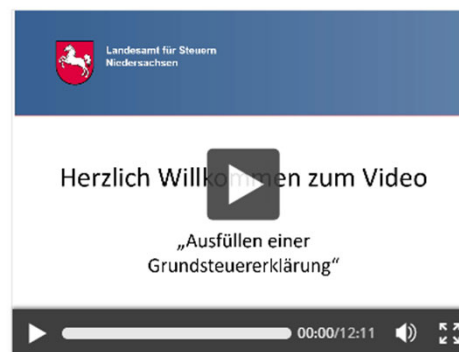 Landesamt für Steuern
Niedersachsen
Herzlich Willkommen zum Video
„Ausfüllen einer
Grundsteuererklärung“
00:00/12:11